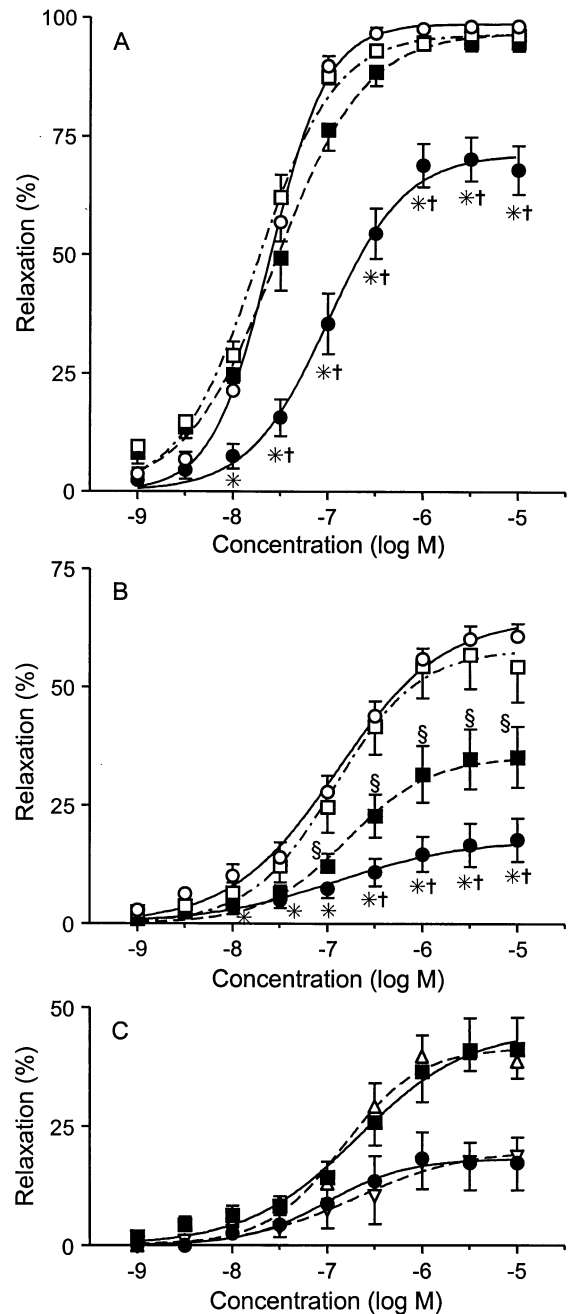 A
100
75
50
25
0
Relaxation (%)
✳† ✳† ✳†
✳†
✳†
✳†
✳
-9 -8 -7 -6 -5
Concentration (log M)
B
75
50
25
0
Relaxation (%)
§ § § § §
✳ ✳ ✳ ✳† ✳† ✳† ✳†
-9 -8 -7 -6 -5
Concentration (log M)
C
50
25
0
Relaxation (%)
-9 -8 -7 -6 -5
Concentration (log M)